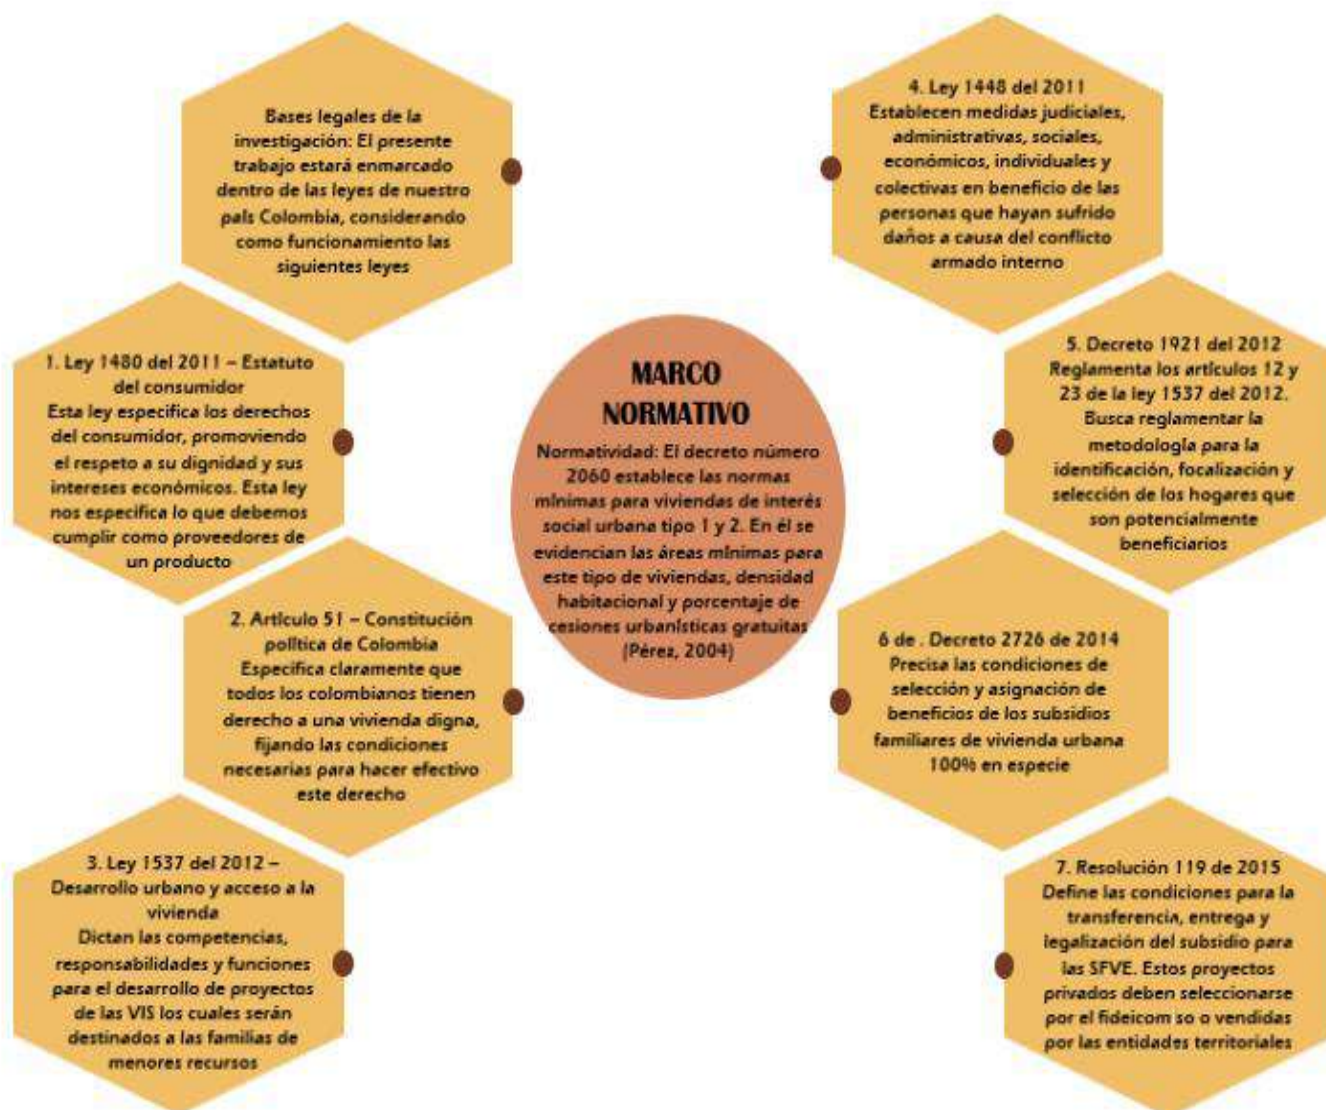 Bases legales de la
investigación: El presente
trabajo estará enmarcado
dentro de las leyes de nuestro
país Colombia, considerando
como funcionamiento las
siguientes leyes
1. Ley 1480 del 2011 – Estatuto
del consumidor
Esta ley especifica los derechos
del consumidor, promoviendo
el respeto a su dignidad y sus
intereses económicos. Esta ley
nos especifica lo que debemos
cumplir como proveedores de
un producto
2. Artículo 51 – Constitución
política de Colombia
Especifica claramente que
todos los colombianos tienen
derecho a una vivienda digna,
fijando las condiciones
necesarias para hacer efectivo
este derecho
3. Ley 1537 del 2012 –
Desarrollo urbano y acceso a la
vivienda
Dictan las competencias,
responsabilidades y funciones
para el desarrollo de proyectos
de las VIS los cuales serán
destinados a las familias de
menores recursos
MARCO
NORMATIVO
Normatividad: El decreto número
2060 establece las normas
mínimas para viviendas de interés
social urbana tipo 1 y 2. En él se
evidencian las áreas mínimas para
este tipo de viviendas, densidad
habitacional y porcentaje de
cesiones urbanísticas gratuitas
(Pérez, 2004)
4. Ley 1448 del 2011
Establecen medidas judiciales,
administrativas, sociales,
económicos, individuales y
colectivas en beneficio de las
personas que hayan sufrido
daños a causa del conflicto
armado interno
5. Decreto 1921 del 2012
Reglamenta los artículos 12 y
23 de la ley 1537 del 2012.
Busca reglamentar la
metodología para la
identificación, focalización y
selección de los hogares que
son potencialmente
beneficiarios
6 de . Decreto 2726 de 2014
Precisa las condiciones de
selección y asignación de
beneficios de los subsidios
familiares de vivienda urbana
100% en especie
7. Resolución 119 de 2015
Define las condiciones para la
transferencia, entrega y
legalización del subsidio para
las SFVE. Estos proyectos
privados deben seleccionarse
por el fideicom so o vendidas
por las entidades territoriales